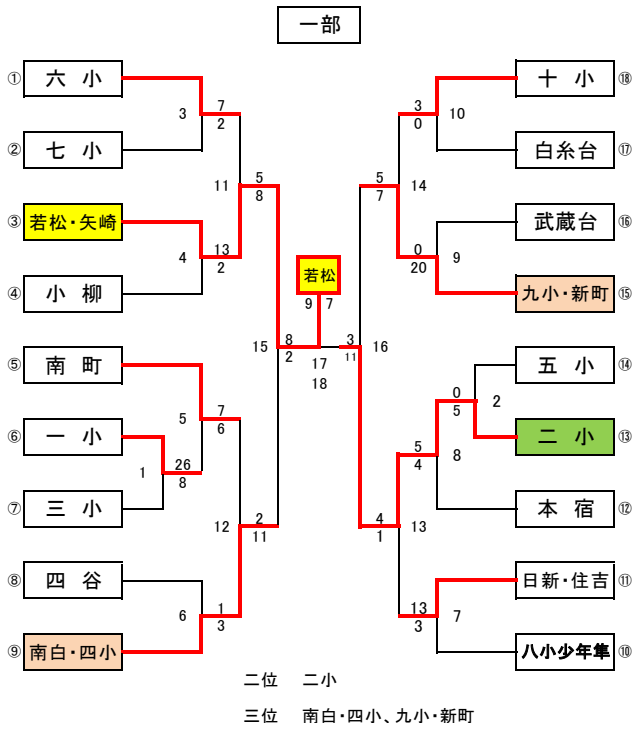 一部
① 六小 十小 ⑱
3 7 3 10
2 0
② 七小 白糸台 ⑰
11 5 5 14
8 7
③ 若松・矢崎 武蔵台 ⑯
4 13 0 9
2 20
④ 小柳 若松 九小・新町 ⑮
9 7
15 8 3 16
2 17 11
⑤ 南町 18 五小 ⑭
5 7 0 2
6 5
⑥ 一小 二小 ⑬
1 26 5 8
8 4
⑦ 三小 本宿 ⑫
12 2 4 13
11 1
⑧ 四谷 日新・住吉 ⑪
6 1 13 7
3 3
⑨ 南白・四小 八小少年隼 ⑩
二位 二小
三位 南白・四小、九小・新町